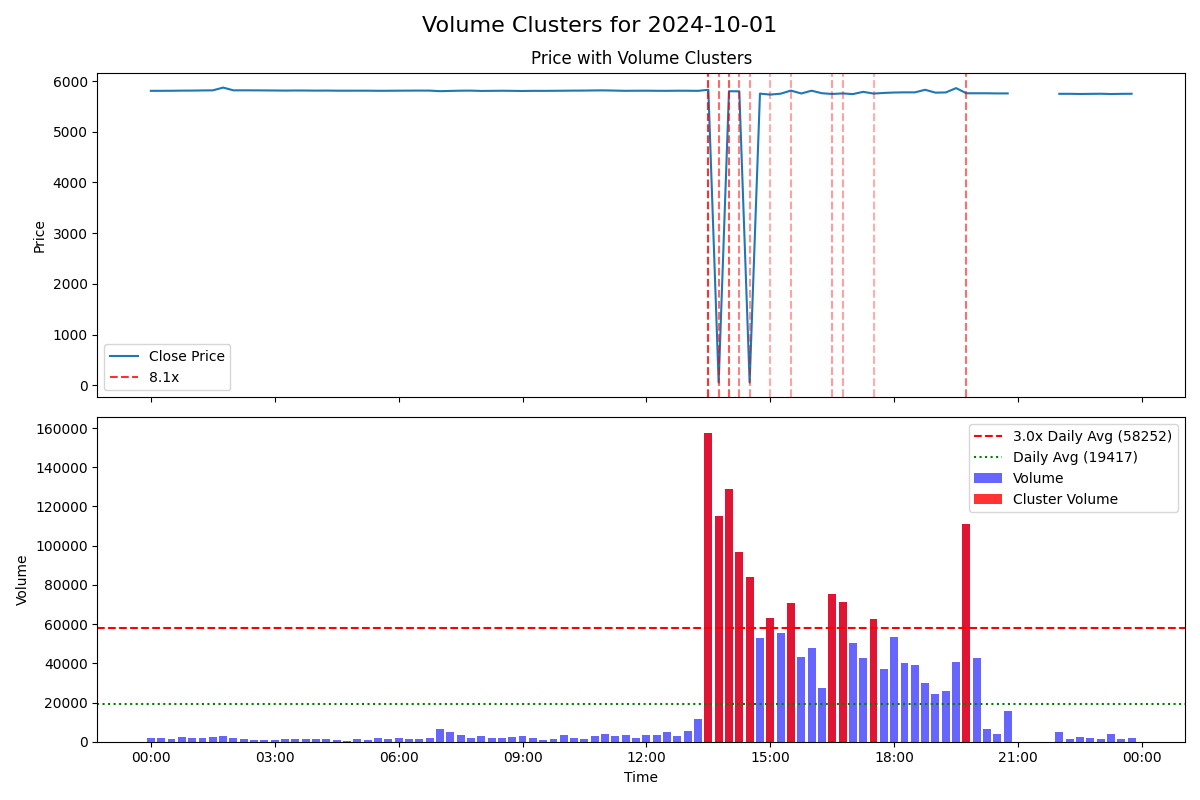 Volume Clusters for 2024-10-01
Price with Volume Clusters
6000
5000
4000
3000
2000
1000
0
Price
Close Price
8.1x
160000
140000
120000
100000
80000
60000
40000
20000
0
Volume
3.0x Daily Avg (58252)
Daily Avg (19417)
Volume
Cluster Volume
00:00 03:00 06:00 09:00 12:00 15:00 18:00 21:00 00:00
Time